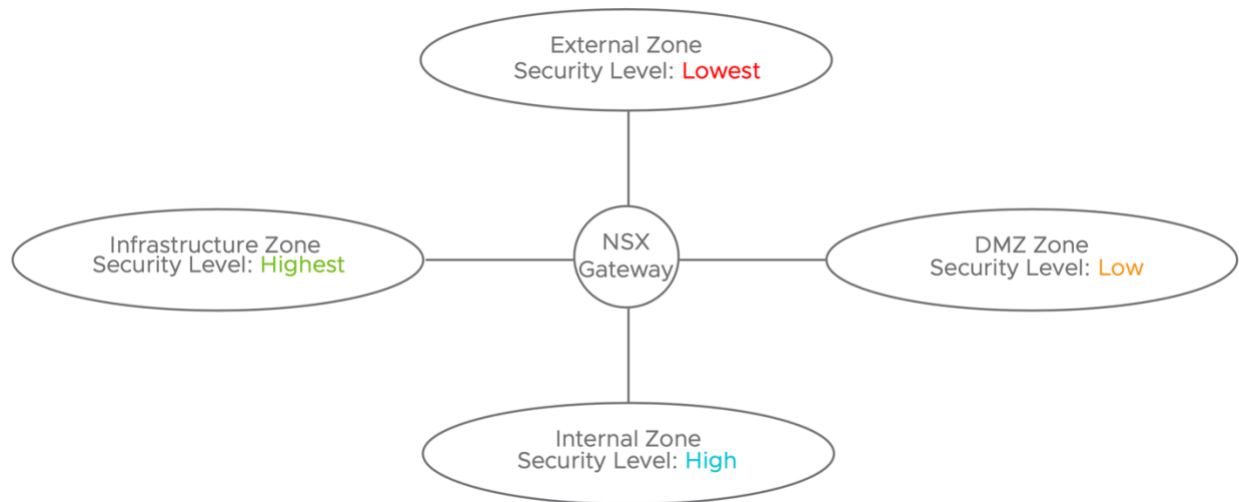 External Zone
Security Level: Lowest
Infrastructure Zone
Security Level: Highest
NSX
Gateway
DMZ Zone
Security Level: Low
Internal Zone
Security Level: High